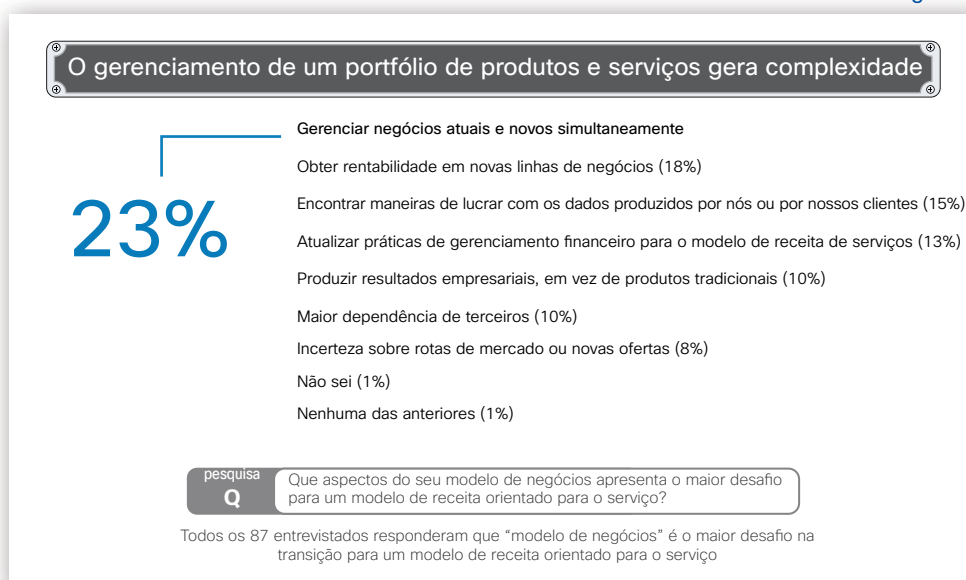 O gerenciamento de um portfólio de produtos e serviços gera complexidade
23%
Gerenciar negócios atuais e novos simultaneamente
Obter rentabilidade em novas linhas de negócios (18%)
Encontrar maneiras de lucrar com os dados produzidos por nós ou por nossos clientes (15%)
Atualizar práticas de gerenciamento financeiro para o modelo de receita de serviços (13%)
Produzir resultados empresariais, em vez de produtos tradicionais (10%)
Maior dependência de terceiros (10%)
Incerteza sobre rotas de mercado ou novas ofertas (8%)
Não sei (1%)
Nenhuma das anteriores (1%)
pesquisa
Q
Que aspectos do seu modelo de negócios apresenta o maior desafio
para um modelo de receita orientado para o serviço?
Todos os 87 entrevistados responderam que “modelo de negócios” é o maior desafio na
transição para um modelo de receita orientado para o serviço